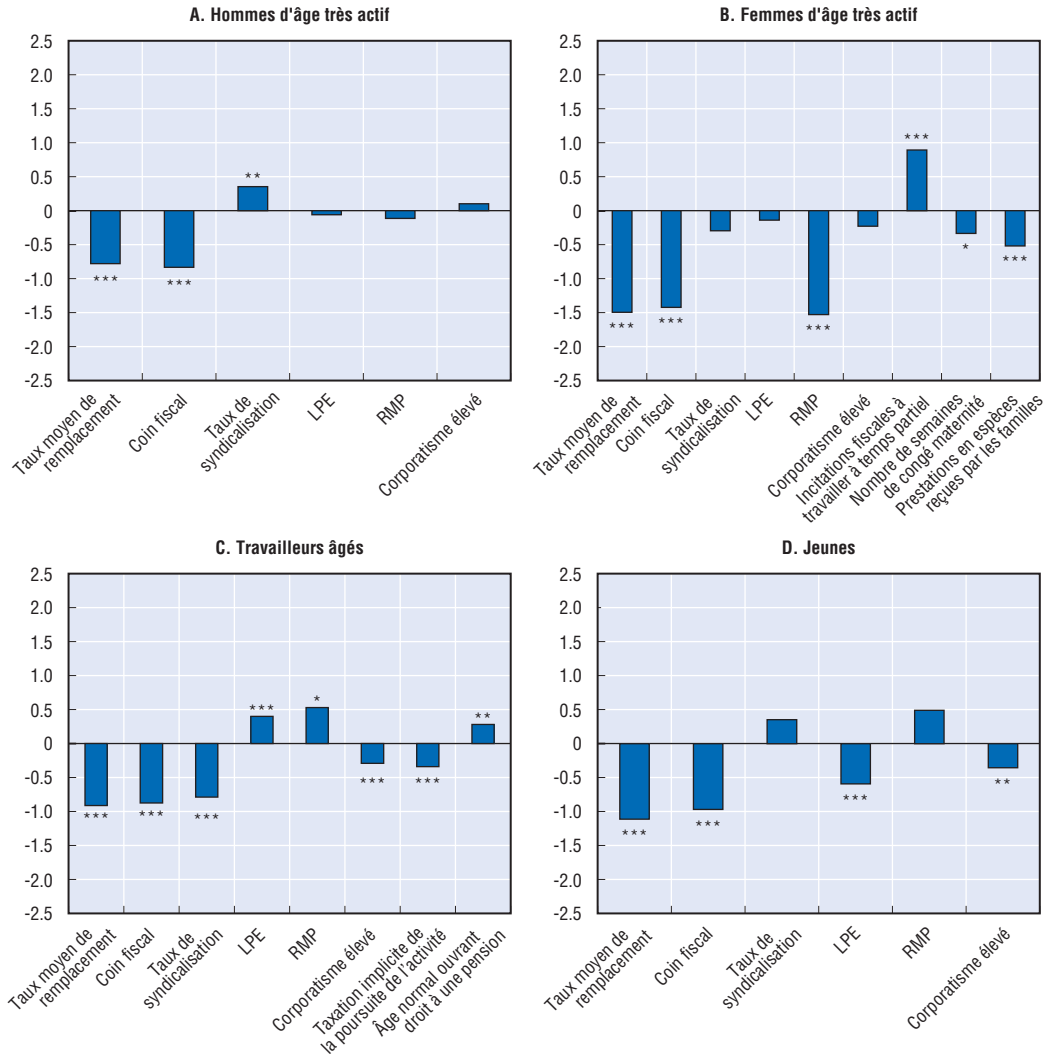 A. Hommes d'âge très actif
2.5
2.0
1.5
1.0
0.5
0
-0.5
-1.0
-1.5
-2.0
-2.5
***
***
**
Taux moyen de
remplacement
Coin fiscal
Taux de
syndicalisation
LPE
RMP
Corporatisme élevé
B. Femmes d'âge très actif
2.5
2.0
1.5
1.0
0.5
0
-0.5
-1.0
-1.5
-2.0
-2.5
***
***
***
***
*
***
Taux moyen de
remplacement
Coin fiscal
Taux de
syndicalisation
LPE
RMP
Corporatisme élevé
Incitations fiscales à
travailler à temps partiel
Nombre de semaines
de congé maternité
Prestations en espèces
reçues par les familles
C. Travailleurs âgés
2.5
2.0
1.5
1.0
0.5
0
-0.5
-1.0
-1.5
-2.0
-2.5
***
***
***
***
*
***
***
**
Taux moyen de
remplacement
Coin fiscal
Taux de
syndicalisation
LPE
RMP
Corporatisme élevé
Taxation implicite de
la poursuite de l'activité
Âge normal ouvrant
droit à une pension
D. Jeunes
2.5
2.0
1.5
1.0
0.5
0
-0.5
-1.0
-1.5
-2.0
-2.5
***
***
***
**
Taux moyen de
remplacement
Coin fiscal
Taux de
syndicalisation
LPE
RMP
Corporatisme élevé